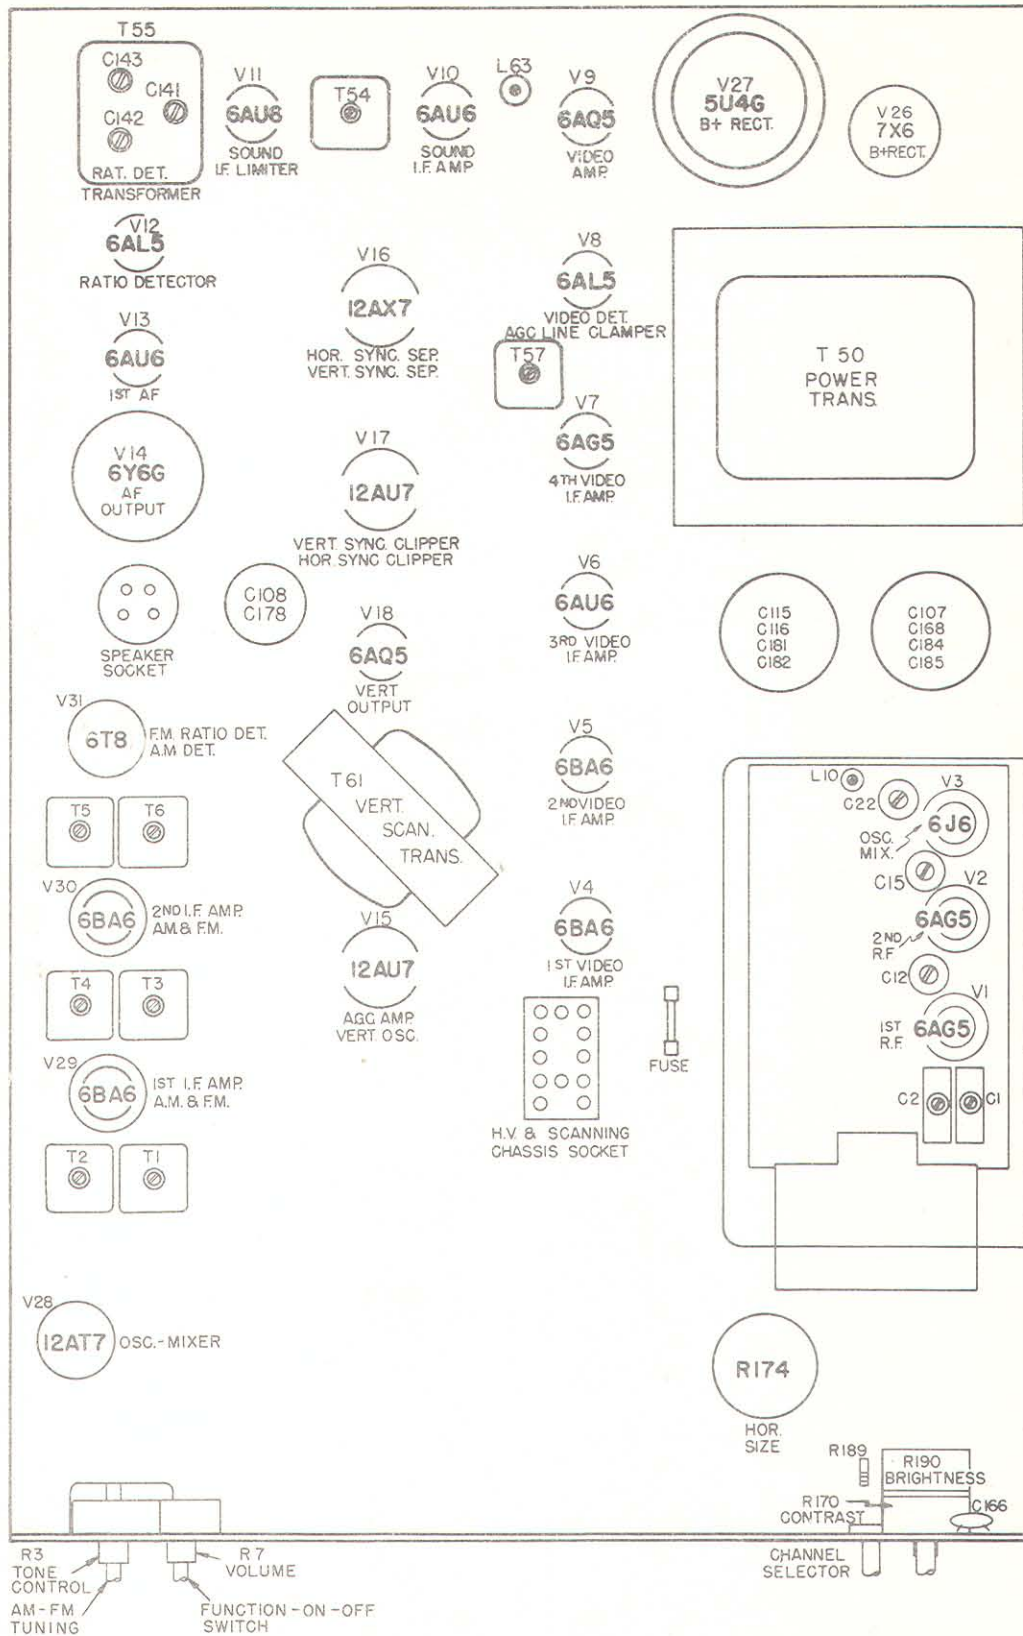 T55
C143
C141
C142
RAT. DET.
TRANSFORMER
V11
6AU8
SOUND
I.F. LIMITER
T54
V10
6AU6
SOUND
I.F. AMP
L63
V9
6AQ5
VIDEO
AMP.
V27
5U4G
B+ RECT.
V26
7X6
B+RECT.
V12
6AL5
RATIO DETECTOR
V16
12AX7
HOR. SYNC. SEP.
VERT. SYNC. SEP.
V8
6AL5
VIDEO DET.
AGC LINE CLAMPER
T57
T 50
POWER
TRANS.
V13
6AU6
1ST AF
V7
6AG5
4TH VIDEO
I.F. AMP.
V14
6Y6G
AF
OUTPUT
V17
12AU7
VERT. SYNC. CLIPPER
HOR. SYNC CLIPPER
V6
6AU6
3RD VIDEO
I.F. AMP.
SPEAKER
SOCKET
C108
C178
V18
6AQ5
VERT
OUTPUT
C115
C116
C181
C182
C107
C168
C184
C185
V31
6T8
F.M. RATIO DET.
A.M DET.
V5
6BA6
2ND VIDEO
I.F. AMP
T61
VERT.
SCAN.
TRANS.
T5
T6
L10
C22
V3
6J6
OSC.
MIX.
C15
V30
6BA6
2ND I.F. AMP.
AM.& F.M.
V15
12AU7
AGC AMP.
VERT. OSC.
V4
6BA6
1ST VIDEO
I.F. AMP
V2
6AG5
2ND
R.F
C12
T4
T3
V1
6AG5
1ST
R.F.
FUSE
V29
6BA6
1ST I.F. AMP.
A.M. & F.M.
H.V. & SCANNING
CHASSIS SOCKET
C2
C1
T2
T1
V28
12AT7
OSC.-MIXER
R174
HOR.
SIZE
R189
R190
BRIGHTNESS
R170
CONTRAST
C166
R3
TONE
CONTROL
AM-FM
TUNING
R7
VOLUME
FUNCTION-ON-OFF
SWITCH
CHANNEL
SELECTOR